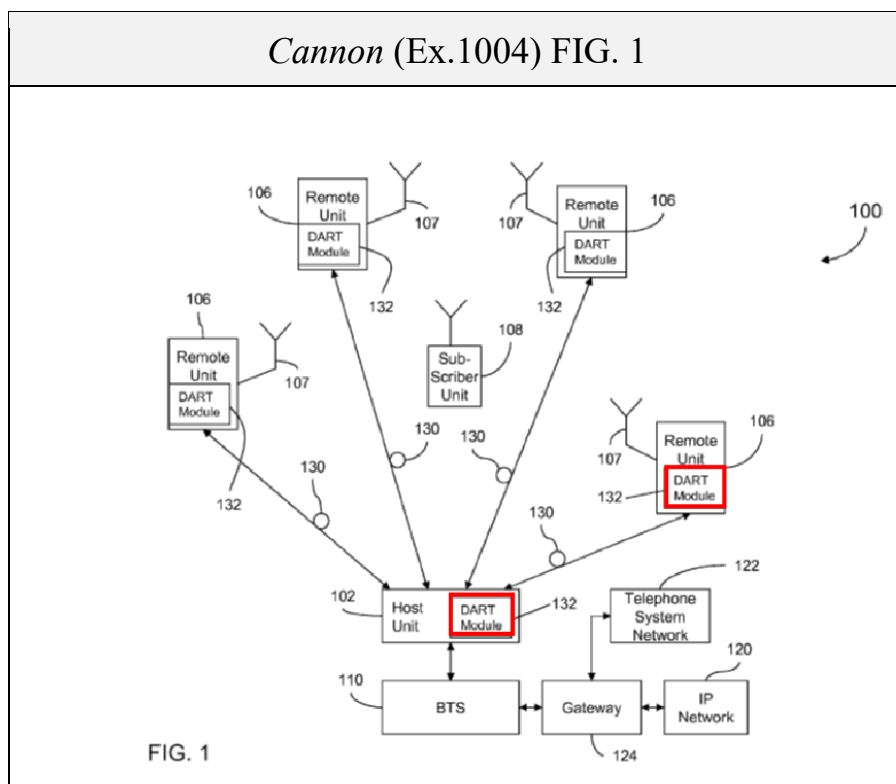 Cannon (Ex.1004) FIG. 1
106
Remote
Unit
DART
Module
107
132
107
Remote
Unit
DART
Module
106
132
100
106
Remote
Unit
DART
Module
107
132
108
Sub-
Scriber
Unit
130
130
130
130
107
Remote
Unit
106
132
DART
Module
102
Host
Unit
DART
Module
132
122
Telephone
System
Network
110
BTS
Gateway
124
120
IP
Network
FIG. 1